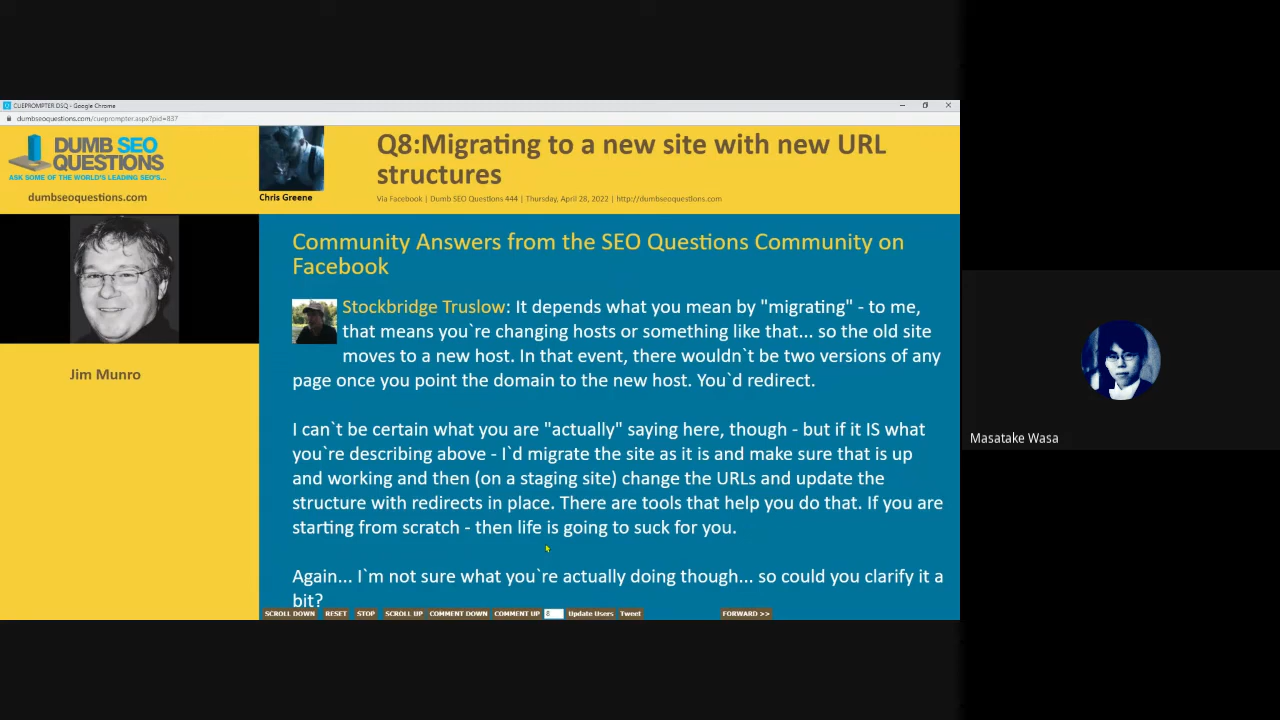 CUEPROMPTER DSQ - Google Chrome
dumbseoquestions.com/cueprompter.aspx?pid=837
DUMB SEO
QUESTIONS
ASK SOME OF THE WORLD'S LEADING SEO'S...
dumbseoquestions.com
Chris Greene
Q8:Migrating to a new site with new URL
structures
Via Facebook | Dumb SEO Questions 444 | Thursday, April 28, 2022 | http://dumbseoquestions.com
Jim Munro
Community Answers from the SEO Questions Community on
Facebook
Stockbridge Truslow: It depends what you mean by "migrating" - to me,
that means you`re changing hosts or something like that... so the old site
moves to a new host. In that event, there wouldn`t be two versions of any
page once you point the domain to the new host. You`d redirect.
I can`t be certain what you are "actually" saying here, though - but if it IS what
you`re describing above - I`d migrate the site as it is and make sure that is up
and working and then (on a staging site) change the URLs and update the
structure with redirects in place. There are tools that help you do that. If you are
starting from scratch - then life is going to suck for you.
Again... I`m not sure what you`re actually doing though... so could you clarify it a
bit?
SCROLL DOWN RESET STOP SCROLL UP COMMENT DOWN COMMENT UP 8 Update Users Tweet FORWARD >>
Masatake Wasa